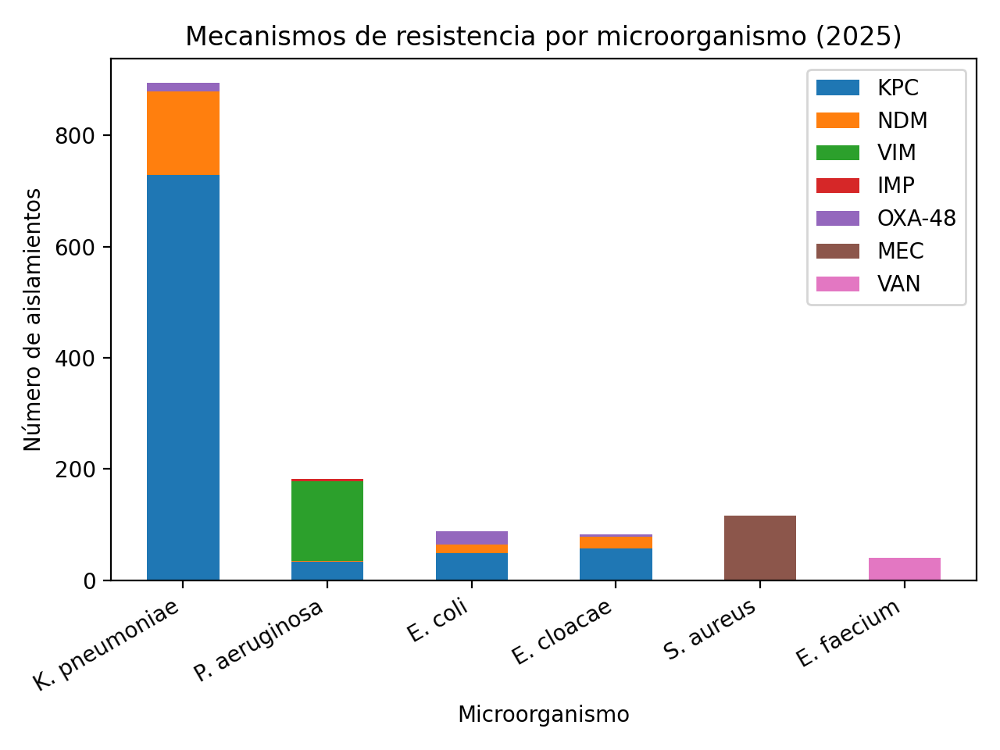 Mecanismos de resistencia por microorganismo (2025)
KPC
NDM
VIM
IMP
OXA-48
MEC
VAN
Número de aislamientos
800
600
400
200
0
K. pneumoniae
P. aeruginosa
E. coli
E. cloacae
S. aureus
E. faecium
Microorganismo